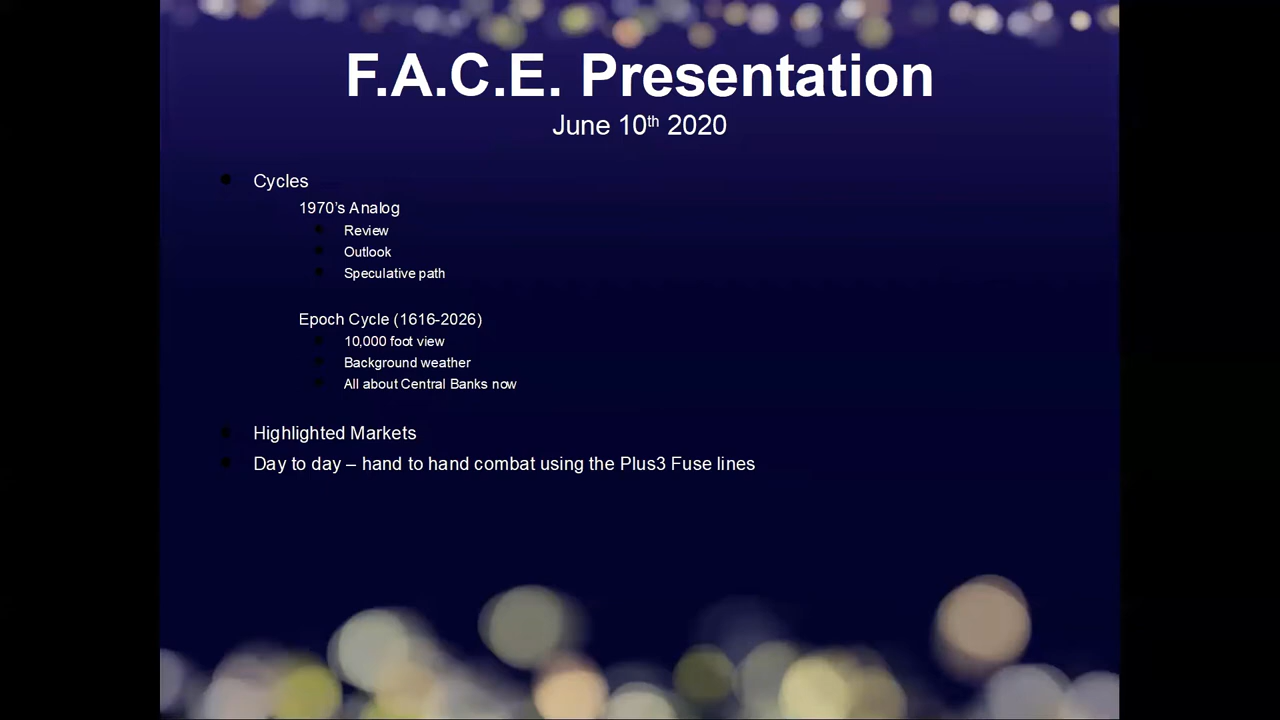 F.A.C.E. Presentation
June 10th 2020
Cycles
1970’s Analog
Review
Outlook
Speculative path
Epoch Cycle (1616-2026)
10,000 foot view
Background weather
All about Central Banks now
Highlighted Markets
Day to day – hand to hand combat using the Plus3 Fuse lines